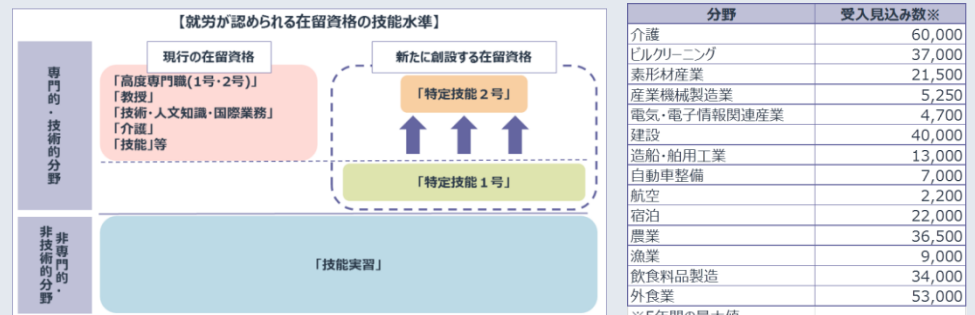 【就労が認められる在留資格の技能水準】
専門的・技術的分野
現行の在留資格
「高度専門職(1号・2号)」
「教授」
「技術・人文知識・国際業務」
「介護」
「技能」等
新たに創設する在留資格
「特定技能２号」
「特定技能１号」
非専門的・
非技術的分野
「技能実習」
分野 受入見込み数※
介護 60,000
ビルクリーニング 37,000
素形材産業 21,500
産業機械製造業 5,250
電気・電子情報関連産業 4,700
建設 40,000
造船・舶用工業 13,000
自動車整備 7,000
航空 2,200
宿泊 22,000
農業 36,500
漁業 9,000
飲食料品製造 34,000
外食業 53,000
※5年間の最大値